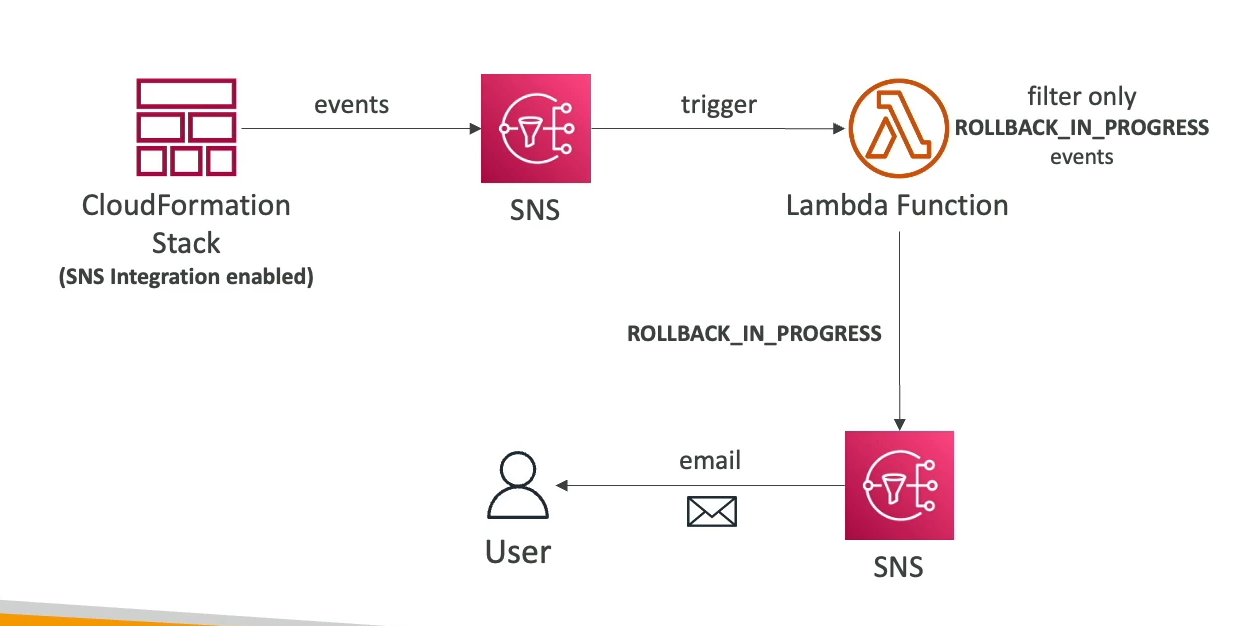 events
trigger
filter only
ROLLBACK_IN_PROGRESS
events
CloudFormation
Stack
(SNS Integration enabled)
SNS
Lambda Function
ROLLBACK_IN_PROGRESS
email
User
SNS